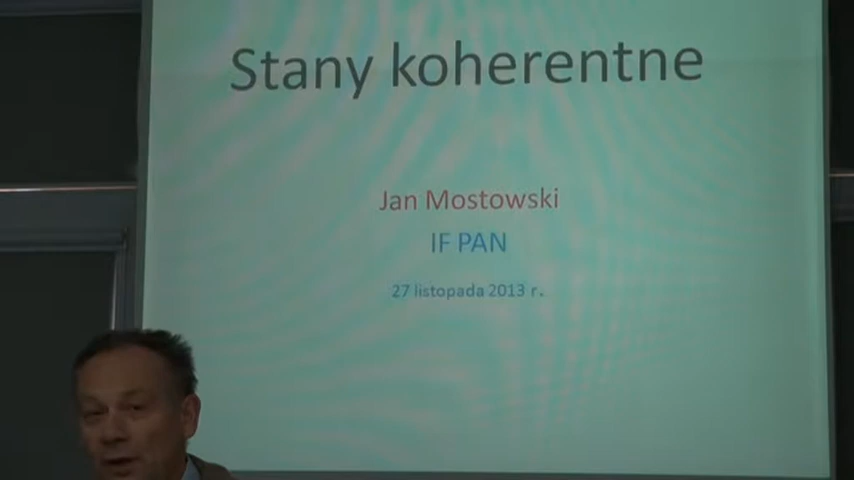 Stany koherentne
Jan Mostowski
IF PAN
27 listopada 2013 r.